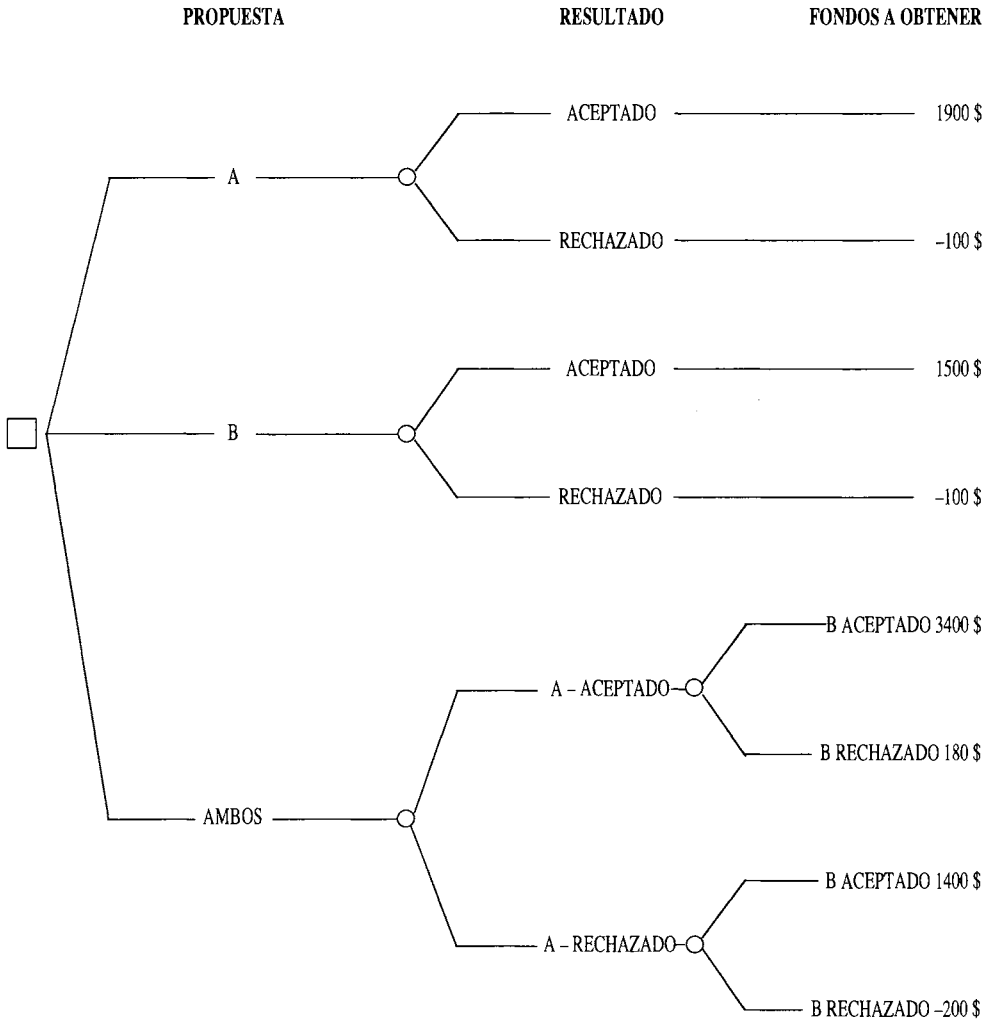 PROPUESTA RESULTADO FONDOS A OBTENER
ACEPTADO 1900 $
A
RECHAZADO –100 $
ACEPTADO 1500 $
B
RECHAZADO –100 $
B ACEPTADO 3400 $
A – ACEPTADO
B RECHAZADO 180 $
AMBOS
B ACEPTADO 1400 $
A – RECHAZADO
B RECHAZADO –200 $